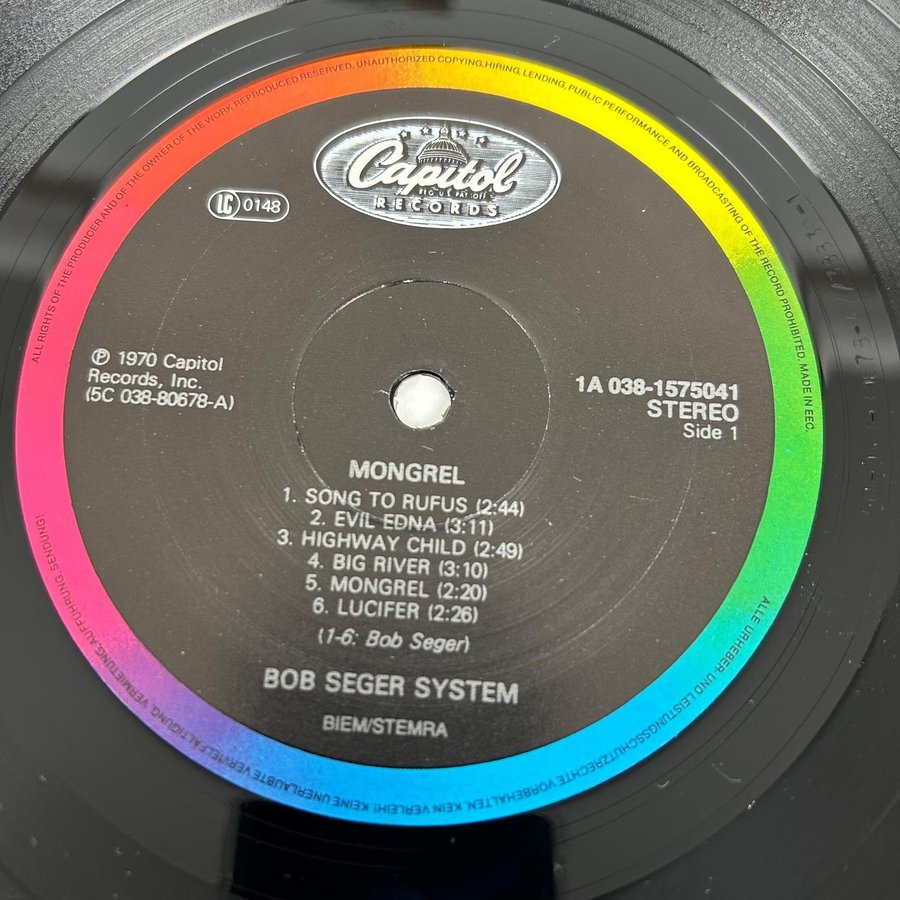 ALL RIGHTS OF THE PRODUCER AND OF THE OWNER OF THE WORK REPRODUCED RESERVED. UNAUTHORIZED COPYING, HIRING, LENDING, PUBLIC PERFORMANCE AND BROADCASTING OF THE RECORD PROHIBITED. MADE IN EEC.
Capitol
REG. U.S. PAT. OFF.
RECORDS
LC 0148
℗ 1970 Capitol
Records, Inc.
(5C 038-80678-A)
1A 038-1575041
STEREO
Side 1
MONGREL
1. SONG TO RUFUS (2:44)
2. EVIL EDNA (3:11)
3. HIGHWAY CHILD (2:49)
4. BIG RIVER (3:10)
5. MONGREL (2:20)
6. LUCIFER (2:26)
(1-6: Bob Seger)
BOB SEGER SYSTEM
BIEM/STEMRA
ALLE URHEBER- UND LEISTUNGSSCHUTZRECHTE VORBEHALTEN. KEIN VERLEIH! KEINE UNERLAUBTE VERVIELFÄLTIGUNG, VERMIETUNG, AUFFÜHRUNG, SENDUNG!